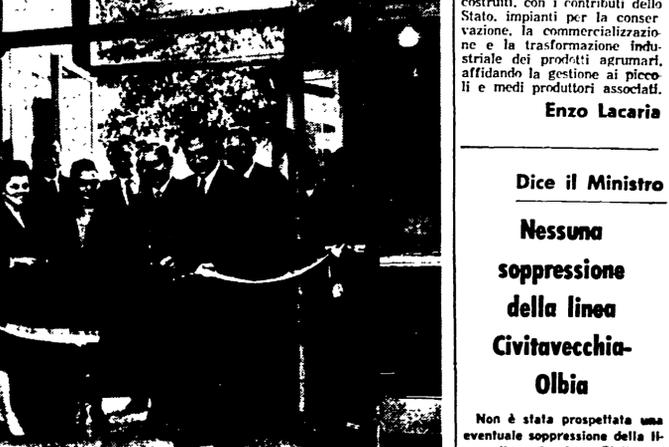 costruiti, con i contributi dello
Stato, impianti per la conser
vazione, la commercializzazio-
ne e la trasformazione indu-
striale dei prodotti agrumari,
affidando la gestione ai picco
li e medi produttori associati.
Enzo Lacaria
Dice il Ministro
Nessuna
soppressione
della linea
Civitavecchia-
Olbia
Non è stata prospettata una
eventuale soppressione della li-